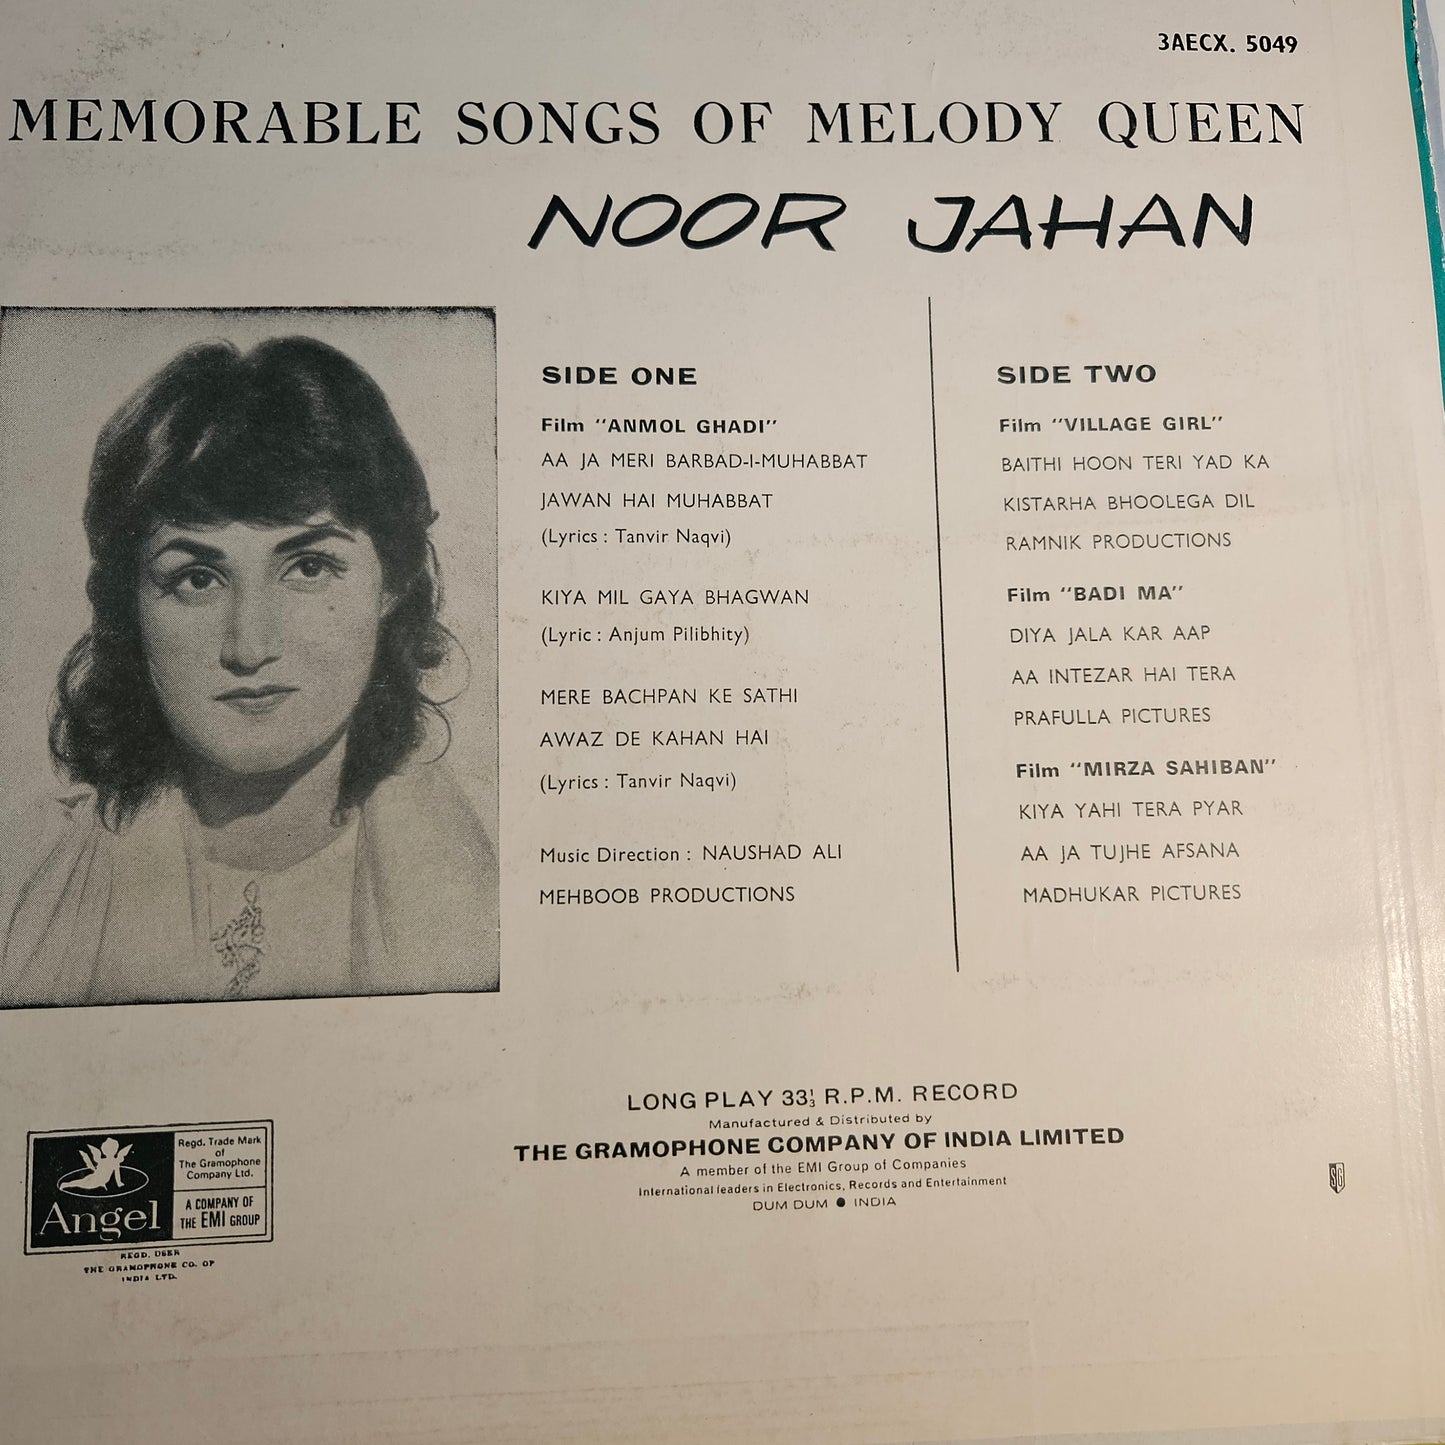 3AECX. 5049
MEMORABLE SONGS OF MELODY QUEEN
NOOR JAHAN
SIDE ONE
Film "ANMOL GHADI"
AA JA MERI BARBAD-I-MUHABBAT
JAWAN HAI MUHABBAT
(Lyrics : Tanvir Naqvi)
KIYA MIL GAYA BHAGWAN
(Lyric : Anjum Pilibhity)
MERE BACHPAN KE SATHI
AWAZ DE KAHAN HAI
(Lyrics : Tanvir Naqvi)
Music Direction : NAUSHAD ALI
MEHBOOB PRODUCTIONS
SIDE TWO
Film "VILLAGE GIRL"
BAITHI HOON TERI YAD KA
KISTARHA BHOOLEGA DIL
RAMNIK PRODUCTIONS
Film "BADI MA"
DIYA JALA KAR AAP
AA INTEZAR HAI TERA
PRAFULLA PICTURES
Film "MIRZA SAHIBAN"
KIYA YAHI TERA PYAR
AA JA TUJHE AFSANA
MADHUKAR PICTURES
LONG PLAY 33⅓ R.P.M. RECORD
Manufactured & Distributed by
THE GRAMOPHONE COMPANY OF INDIA LIMITED
A member of the EMI Group of Companies
International leaders in Electronics, Records and Entertainment
DUM DUM ● INDIA
Angel
Regd. Trade Mark
of
The Gramophone
Company Ltd.
A COMPANY OF
THE EMI GROUP
REGD. USER
THE GRAMOPHONE CO. OF
INDIA LTD.
SG